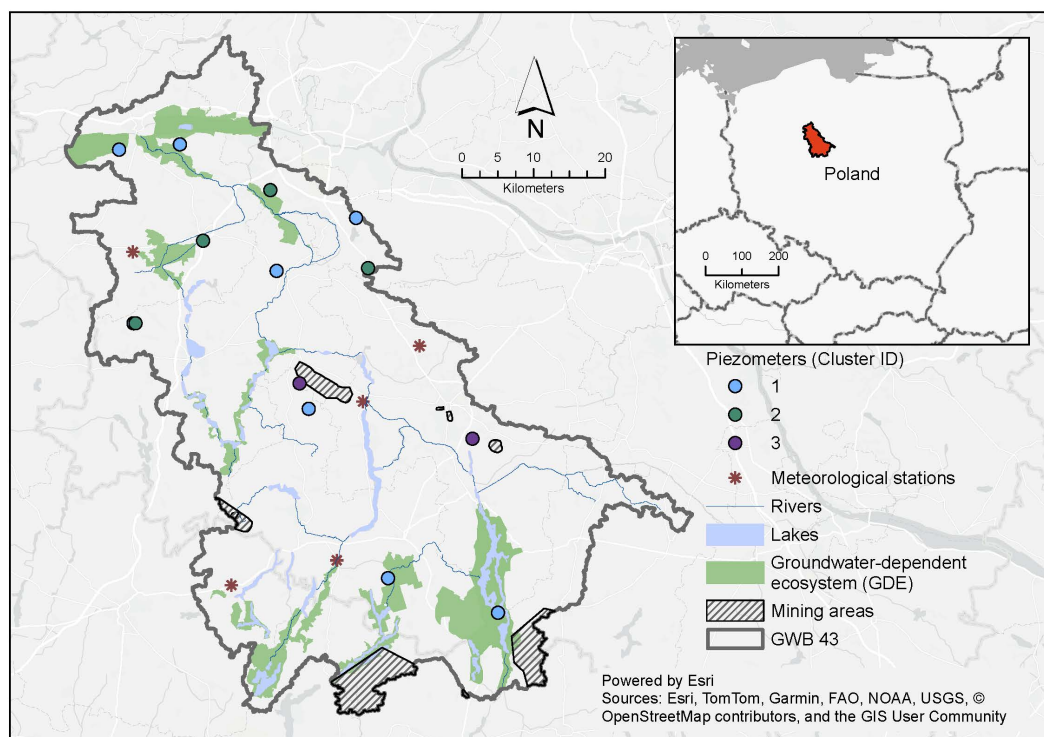 N
0 5 10 20
Kilometers
Poland
0 100 200
Kilometers
Piezometers (Cluster ID)
1
2
3
Meteorological stations
Rivers
Lakes
Groundwater-dependent
ecosystem (GDE)
Mining areas
GWB 43
Powered by Esri
Sources: Esri, TomTom, Garmin, FAO, NOAA, USGS, ©
OpenStreetMap contributors, and the GIS User Community